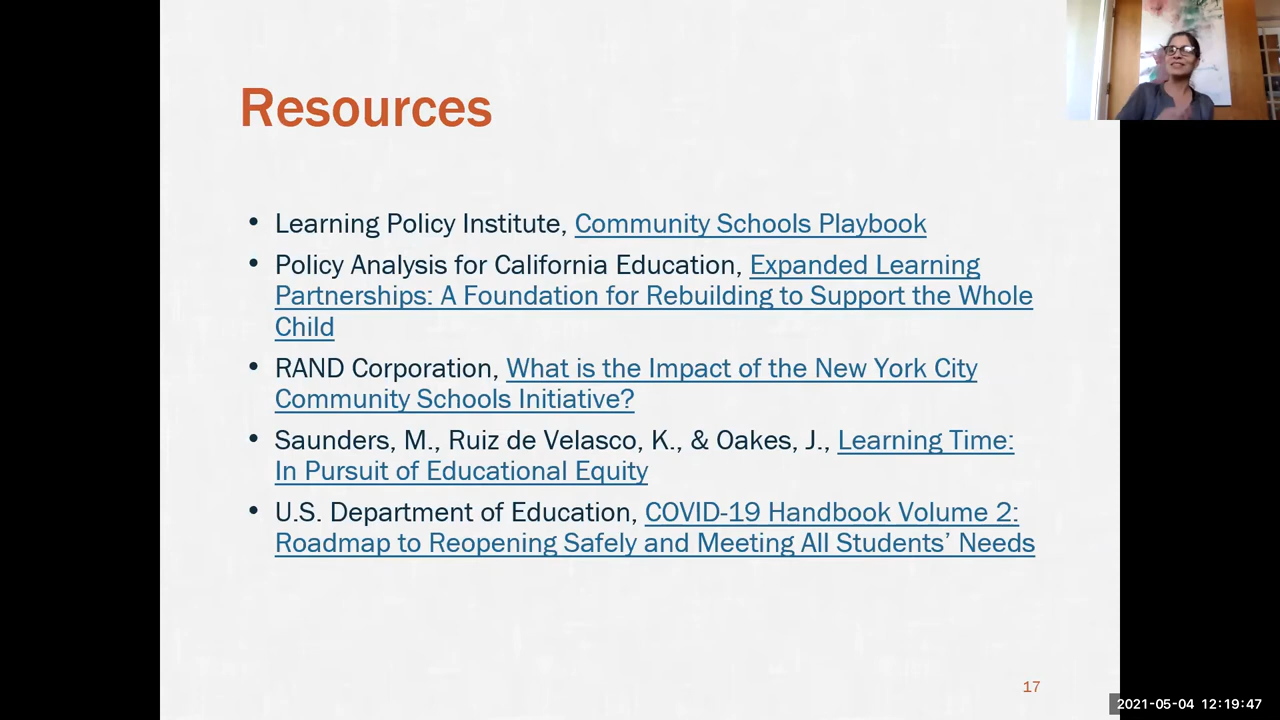 Resources
• Learning Policy Institute, Community Schools Playbook
• Policy Analysis for California Education, Expanded Learning
Partnerships: A Foundation for Rebuilding to Support the Whole
Child
• RAND Corporation, What is the Impact of the New York City
Community Schools Initiative?
• Saunders, M., Ruiz de Velasco, K., & Oakes, J., Learning Time:
In Pursuit of Educational Equity
• U.S. Department of Education, COVID-19 Handbook Volume 2:
Roadmap to Reopening Safely and Meeting All Students’ Needs
17
2021-05-04 12:19:47